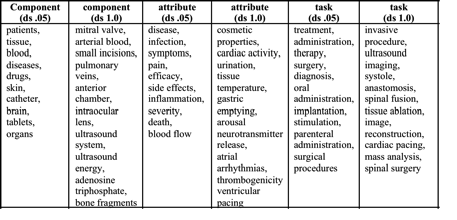 Component (ds .05)
component (ds 1.0)
attribute (ds .05)
attribute (ds 1.0)
task (ds .05)
task (ds 1.0)
patients,
tissue,
blood,
diseases,
drugs,
skin,
catheter,
brain,
tablets,
organs
mitral valve,
arterial blood,
small incisions,
pulmonary
veins,
anterior
chamber,
intraocular
lens,
ultrasound
system,
ultrasound
energy,
adenosine
triphosphate,
bone fragments
disease,
infection,
symptoms,
pain,
efficacy,
side effects,
inflammation,
severity,
death,
blood flow
cosmetic
properties,
cardiac activity,
urination,
tissue
temperature,
gastric
emptying,
arousal
neurotransmitter
release,
atrial
arrhythmias,
thrombogenicity
ventricular
pacing
treatment,
administration,
therapy,
surgery,
diagnosis,
oral
administration,
implantation,
stimulation,
parenteral
administration,
surgical
procedures
invasive
procedure,
ultrasound
imaging,
systole,
anastomosis,
spinal fusion,
tissue ablation,
image,
reconstruction,
cardiac pacing,
mass analysis,
spinal surgery